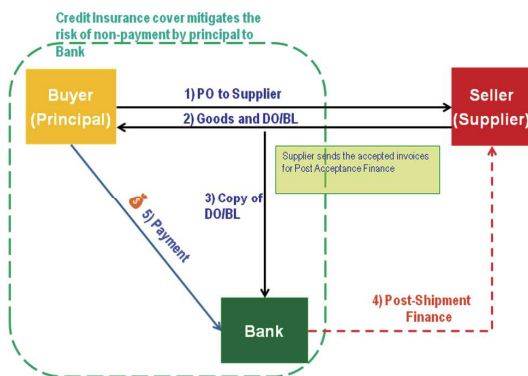 Credit Insurance cover mitigates the
risk of non-payment by principal to
Bank
Buyer
(Principal)
1) PO to Supplier
2) Goods and DO/BL
Seller
(Supplier)
Supplier sends the accepted invoices
for Post Acceptance Finance
3) Copy of
DO/BL
$ 5) Payment
4) Post-Shipment
Finance
Bank